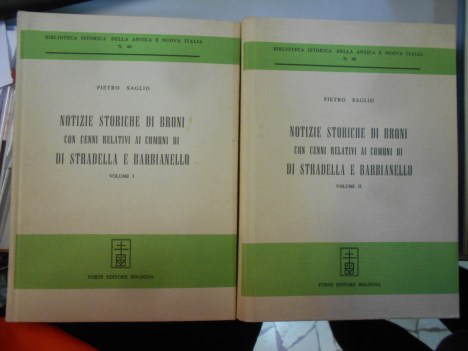 BIBLIOTECA ISTORICA DELLA ANTICA E NUOVA ITALIA
N. 40
PIETRO SAGLIO
NOTIZIE STORICHE DI BRONI
CON CENNI RELATIVI AI COMUNI DI
DI STRADELLA E BARBIANELLO
VOLUME I
FORNI EDITORE BOLOGNA
BIBLIOTECA ISTORICA DELLA ANTICA E NUOVA ITALIA
N. 40
PIETRO SAGLIO
NOTIZIE STORICHE DI BRONI
CON CENNI RELATIVI AI COMUNI DI
DI STRADELLA E BARBIANELLO
VOLUME II
FORNI EDITORE BOLOGNA